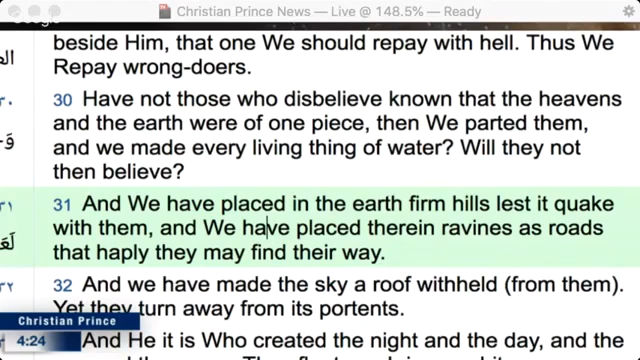 Christian Prince News — Live @ 148.5% — Ready
beside Him, that one We should repay with hell. Thus We
Repay wrong-doers.
30 Have not those who disbelieve known that the heavens
and the earth were of one piece, then We parted them,
and we made every living thing of water? Will they not
then believe?
31 And We have placed in the earth firm hills lest it quake
with them, and We have placed therein ravines as roads
that haply they may find their way.
32 And we have made the sky a roof withheld (from them).
Yet they turn away from its portents.
Christian Prince
4:24
And He it is Who created the night and the day, and the